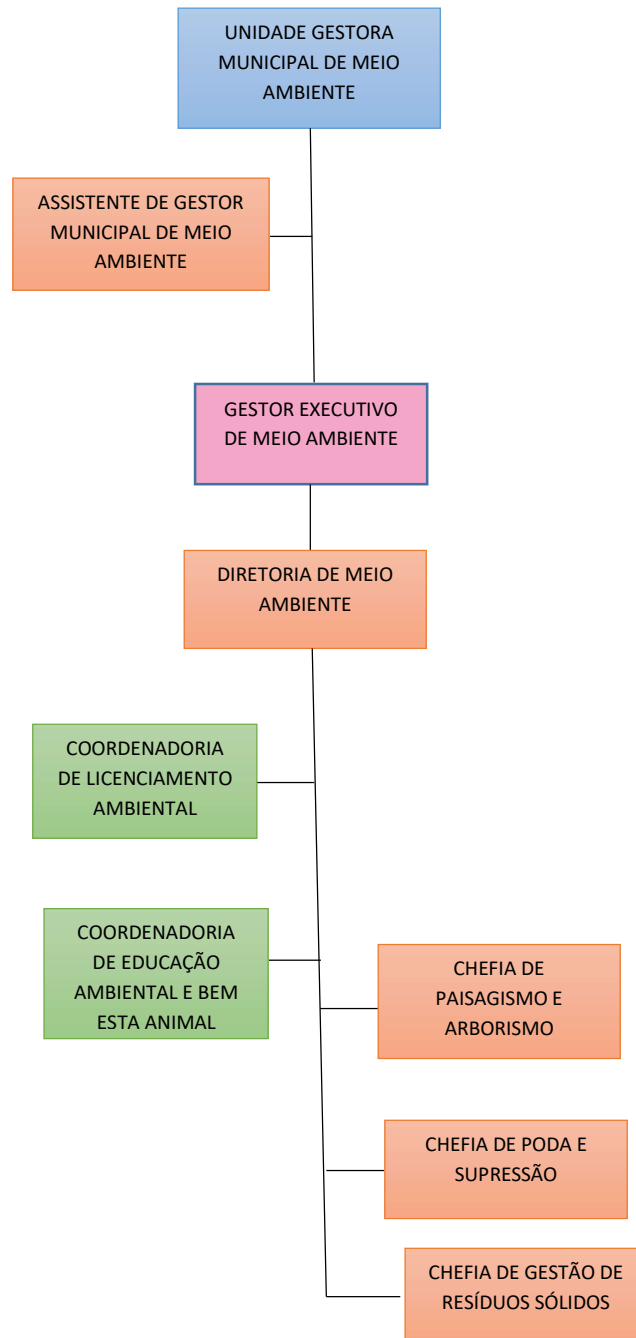 UNIDADE GESTORA
MUNICIPAL DE MEIO
AMBIENTE
ASSISTENTE DE GESTOR
MUNICIPAL DE MEIO
AMBIENTE
GESTOR EXECUTIVO
DE MEIO AMBIENTE
DIRETORIA DE MEIO
AMBIENTE
COORDENADORIA
DE LICENCIAMENTO
AMBIENTAL
COORDENADORIA
DE EDUCAÇÃO
AMBIENTAL E BEM
ESTA ANIMAL
CHEFIA DE
PAISAGISMO E
ARBORISMO
CHEFIA DE PODA E
SUPRESSÃO
CHEFIA DE GESTÃO DE
RESÍDUOS SÓLIDOS